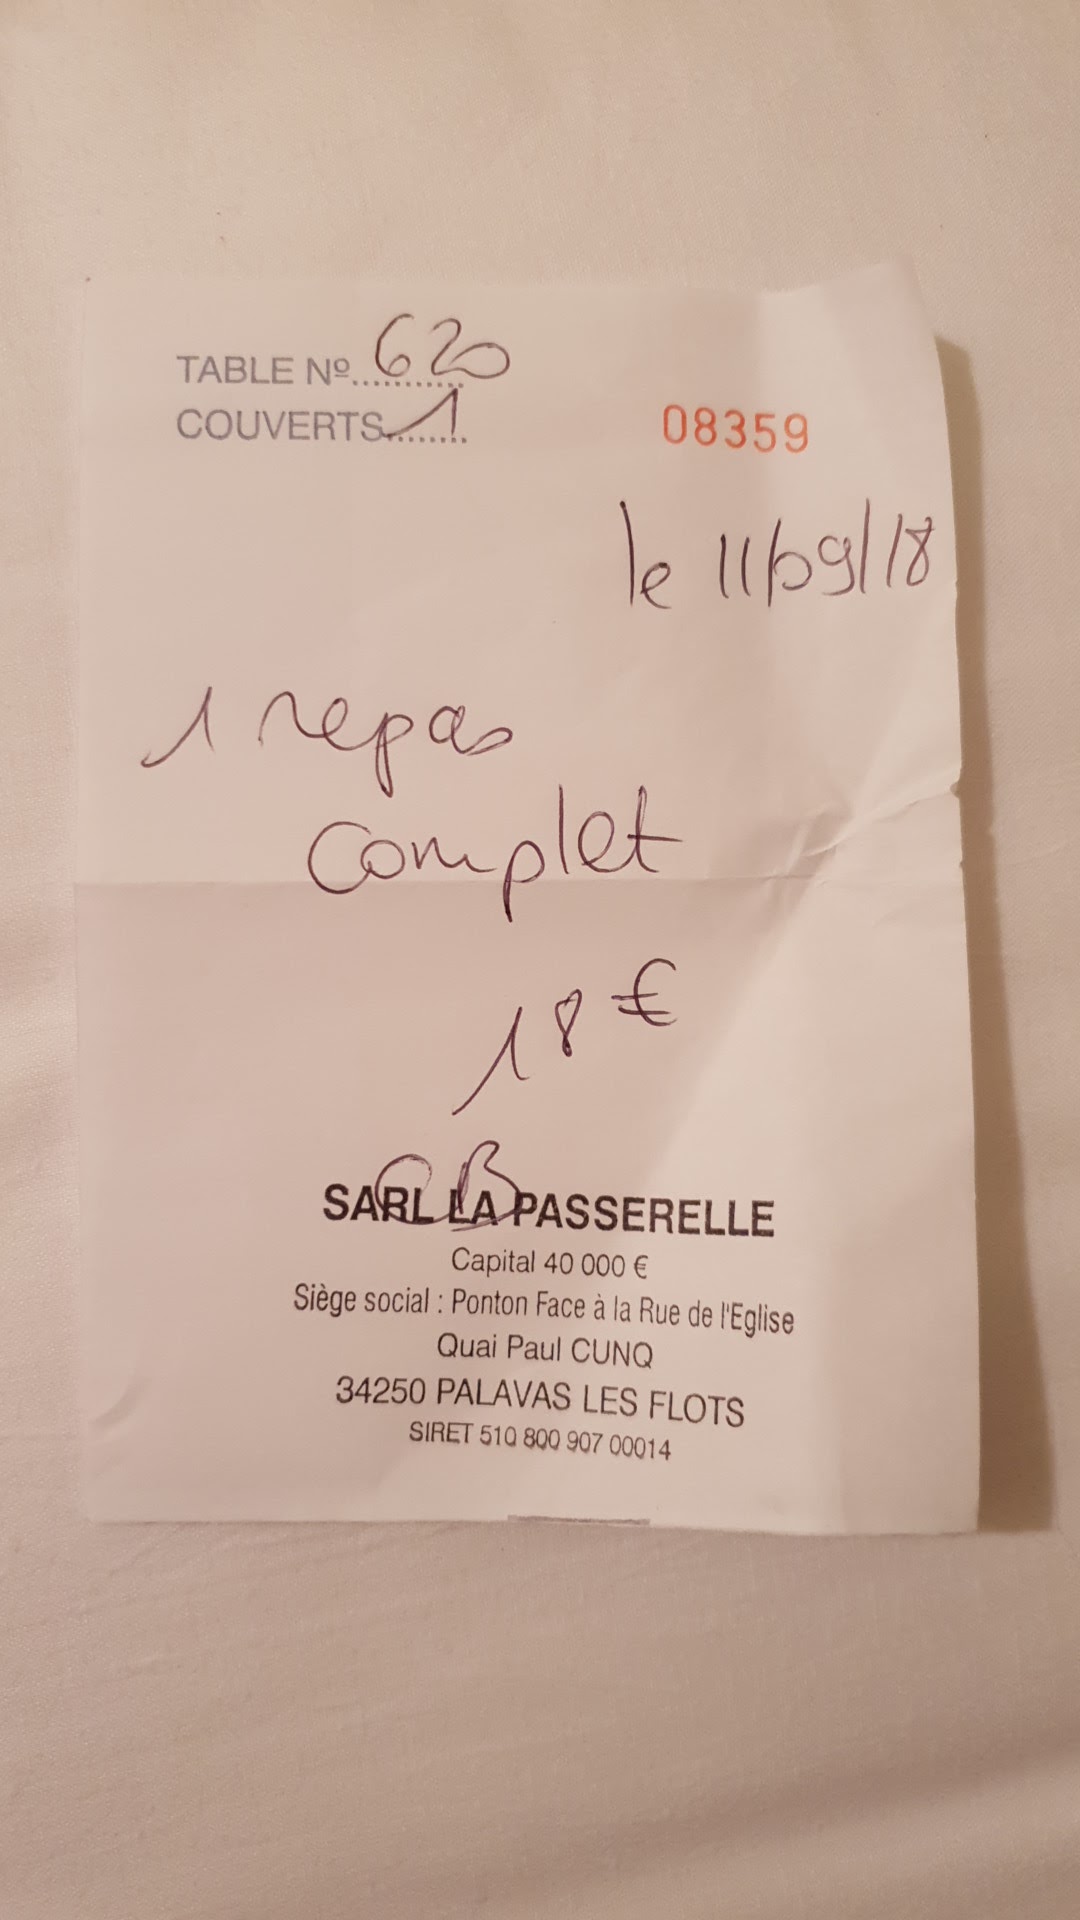 TABLE Nº 620
COUVERTS 1
08359
le 11/09/18
1 repas
complet
18 €
CB
SARL LA PASSERELLE
Capital 40 000 €
Siège social : Ponton Face à la Rue de l'Eglise
Quai Paul CUNQ
34250 PALAVAS LES FLOTS
SIRET 510 800 907 00014